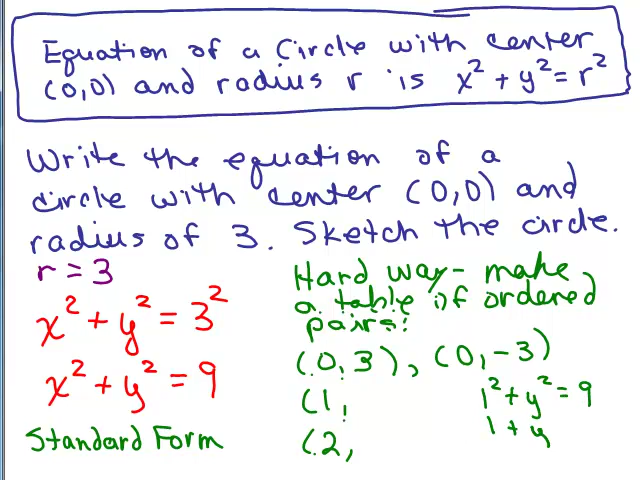 Equation of a Circle with center
(0,0) and radius r is x² + y² = r²
Write the equation of a
circle with center (0,0) and
radius of 3. Sketch the circle.
r = 3
x² + y² = 3²
x² + y² = 9
Standard Form
Hard way - make
a table of ordered
pairs:
(0, 3), (0, -3)
(1,
1² + y² = 9
(2,
1 + y